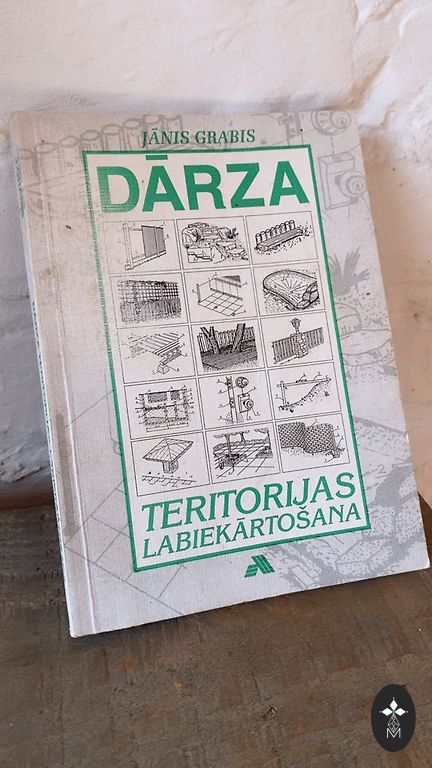 JĀNIS GRABIS
DĀRZA
TERITORIJAS
LABIEKĀRTOŠANA